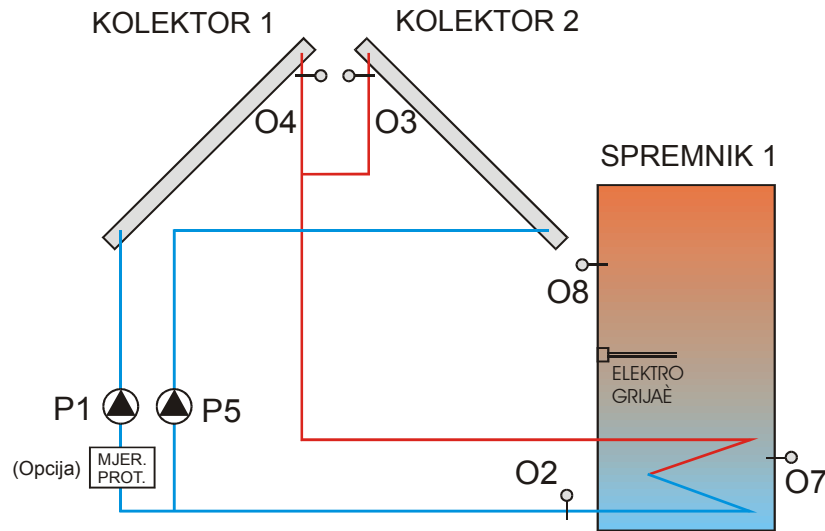 KOLEKTOR 1
KOLEKTOR 2
O4
O3
SPREMNIK 1
O8
ELEKTRO
GRIJAÈ
P1
P5
(Opcija)
MJER.
PROT.
O2
O7